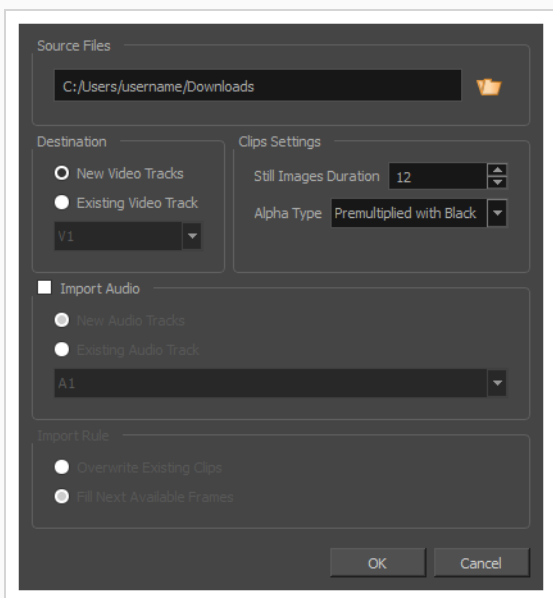 Source Files
C:/Users/username/Downloads
Destination
New Video Tracks
Existing Video Track
V1
Clips Settings
Still Images Duration 12
Alpha Type Premultiplied with Black
Import Audio
New Audio Tracks
Existing Audio Track
A1
Import Rule
Overwrite Existing Clips
Fill Next Available Frames
OK Cancel